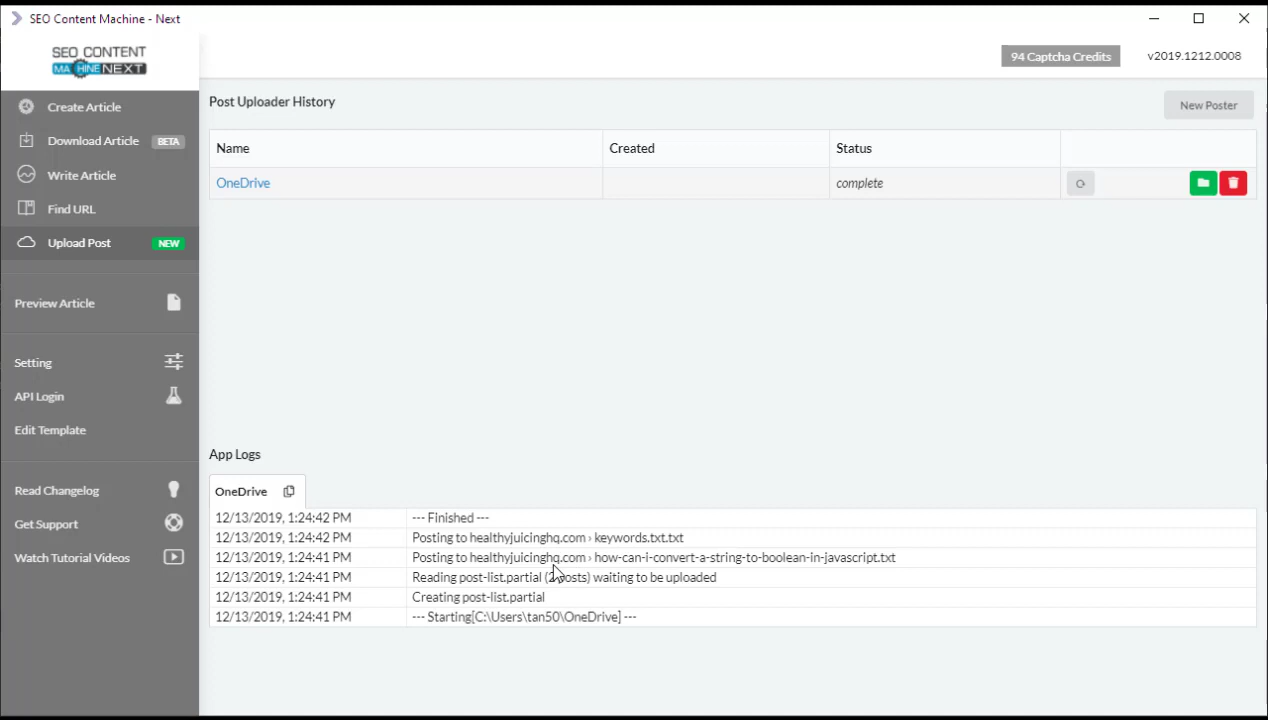 SEO Content Machine - Next
SEO CONTENT
MACHINE NEXT
94 Captcha Credits
v2019.1212.0008
Create Article
Download Article BETA
Write Article
Find URL
Upload Post NEW
Preview Article
Setting
API Login
Edit Template
Read Changelog
Get Support
Watch Tutorial Videos
Post Uploader History
New Poster
Name Created Status
OneDrive complete
App Logs
OneDrive
12/13/2019, 1:24:42 PM --- Finished ---
12/13/2019, 1:24:42 PM Posting to healthyjuicinghq.com › keywords.txt.txt
12/13/2019, 1:24:41 PM Posting to healthyjuicinghq.com › how-can-i-convert-a-string-to-boolean-in-javascript.txt
12/13/2019, 1:24:41 PM Reading post-list.partial (2 posts) waiting to be uploaded
12/13/2019, 1:24:41 PM Creating post-list.partial
12/13/2019, 1:24:41 PM --- Starting[C:\Users\tan50\OneDrive] ---